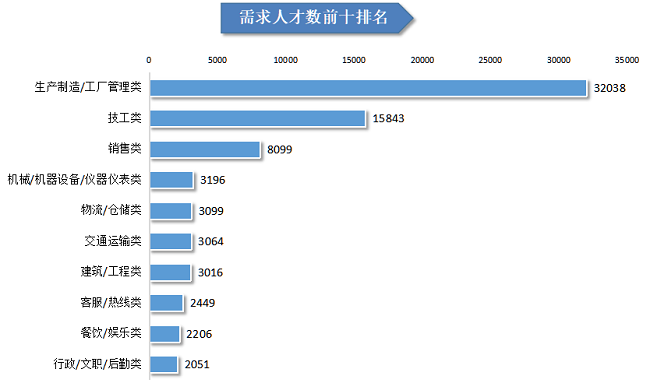 需求人才数前十排名
0 5000 10000 15000 20000 25000 30000 35000
生产制造/工厂管理类 32038
技工类 15843
销售类 8099
机械/机器设备/仪器仪表类 3196
物流/仓储类 3099
交通运输类 3064
建筑/工程类 3016
客服/热线类 2449
餐饮/娱乐类 2206
行政/文职/后勤类 2051